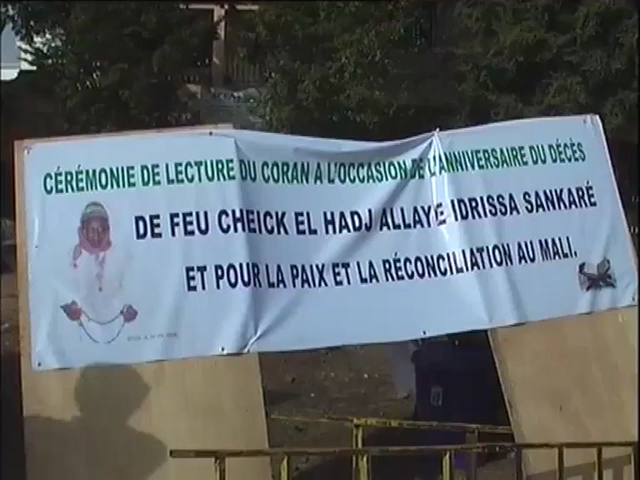 CÉRÉMONIE DE LECTURE DU CORAN A L'OCCASION DE L'ANNIVERSAIRE DU DÉCÈS
DE FEU CHEICK EL HADJ ALLAYE IDRISSA SANKARÉ
ET POUR LA PAIX ET LA RÉCONCILIATION AU MALI.